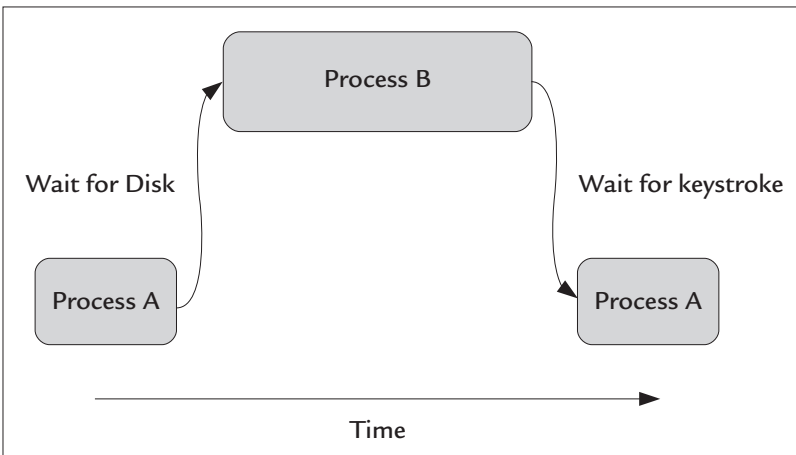 Process B
Wait for Disk
Wait for keystroke
Process A
Process A
Time